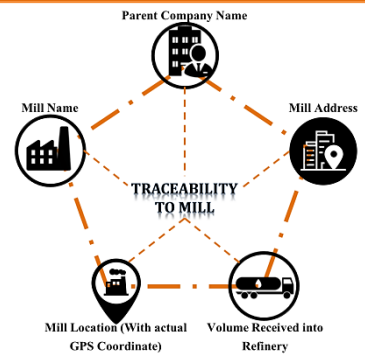 Parent Company Name
Mill Name
Mill Address
TRACEABILITY
TO MILL
Mill Location (With actual
GPS Coordinate)
Volume Received into
Refinery